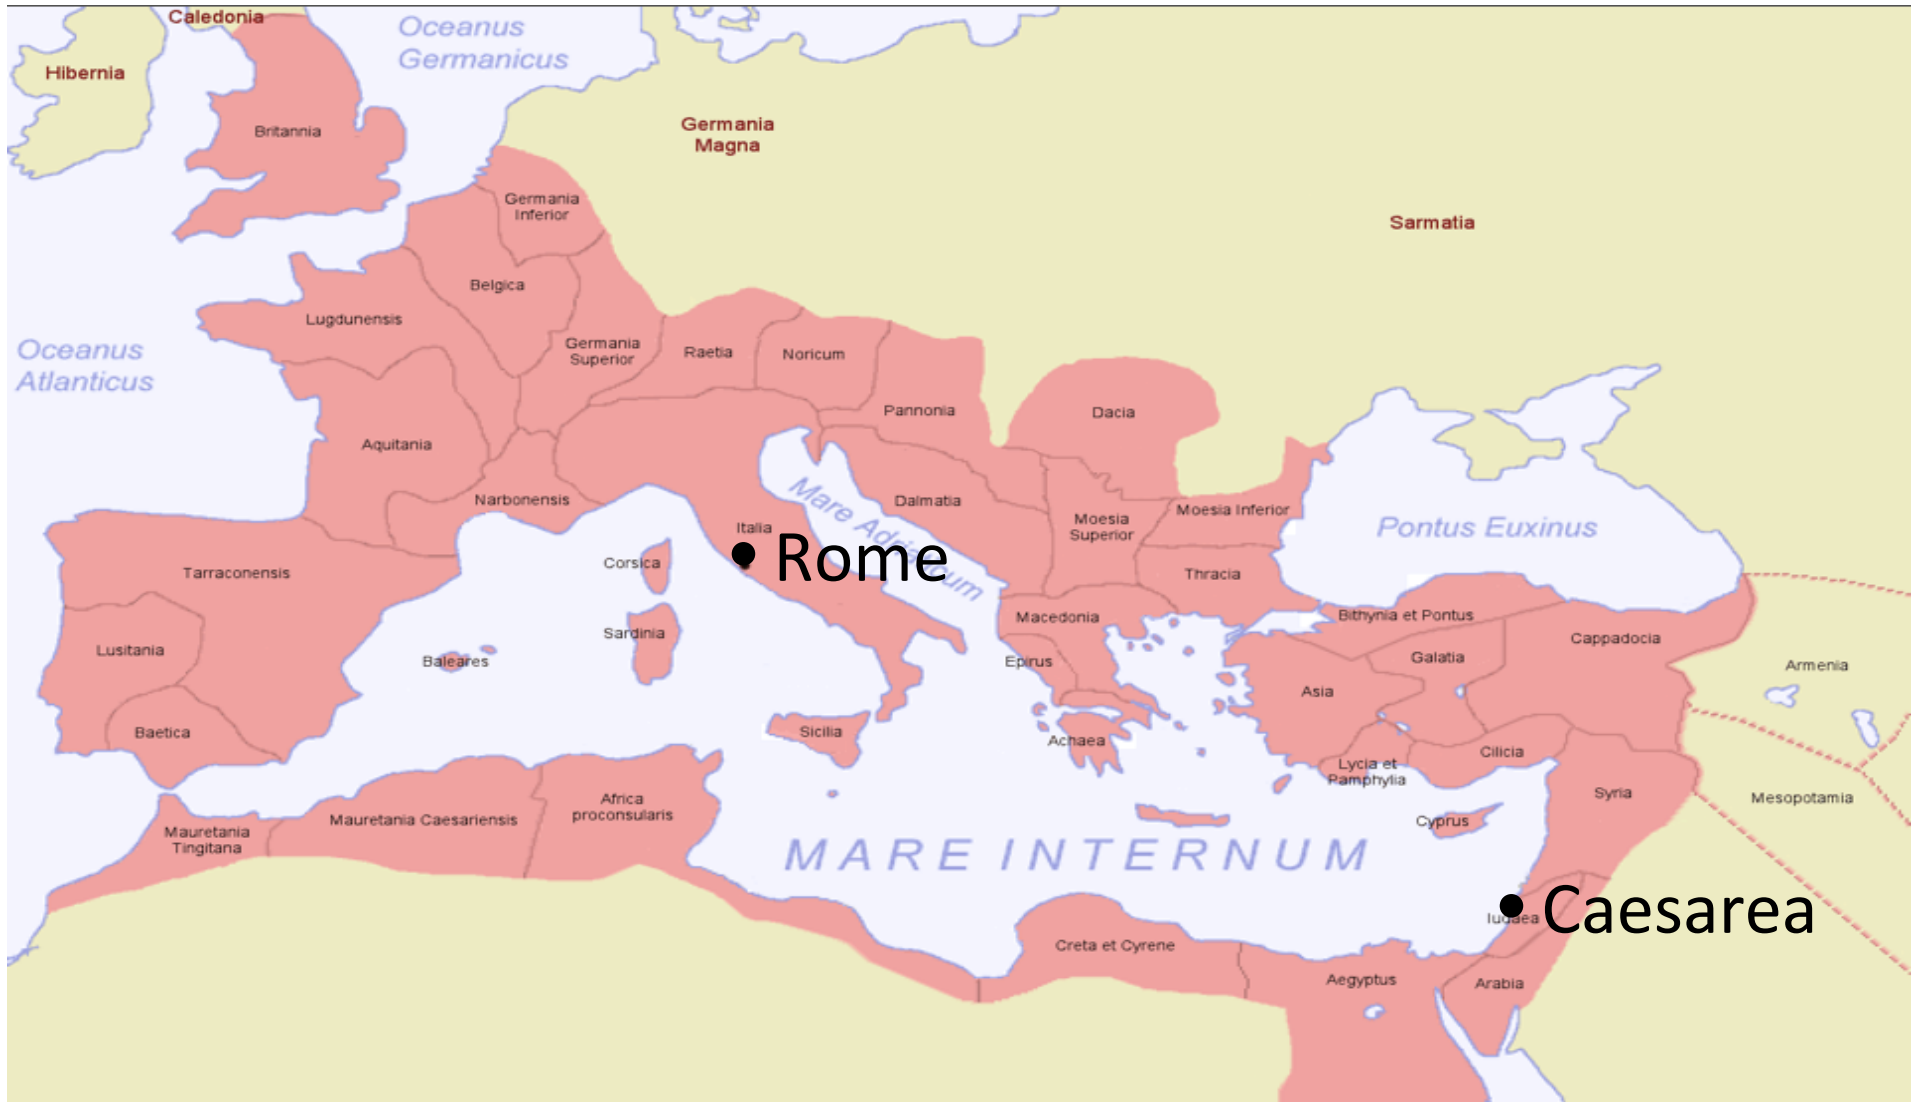 Caledonia
Oceanus
Germanicus
Hibernia
Britannia
Germania
Magna
Germania
Inferior
Sarmatia
Belgica
Lugdunensis
Oceanus
Atlanticus
Germania
Superior
Raetia
Noricum
Pannonia
Dacia
Aquitania
Narbonensis
Dalmatia
Mare Adriaticum
Moesia
Superior
Moesia Inferior
Pontus Euxinus
Italia
Rome
Corsica
Tarraconensis
Thracia
Macedonia
Bithynia et Pontus
Cappadocia
Sardinia
Lusitania
Baleares
Epirus
Galatia
Armenia
Asia
Baetica
Sicilia
Achaea
Cilicia
Lycia et
Pamphylia
Syria
Mesopotamia
Africa
proconsularis
Mauretania Caesariensis
Mauretania
Tingitana
Cyprus
MARE INTERNUM
Iudaea
Caesarea
Creta et Cyrene
Aegyptus
Arabia